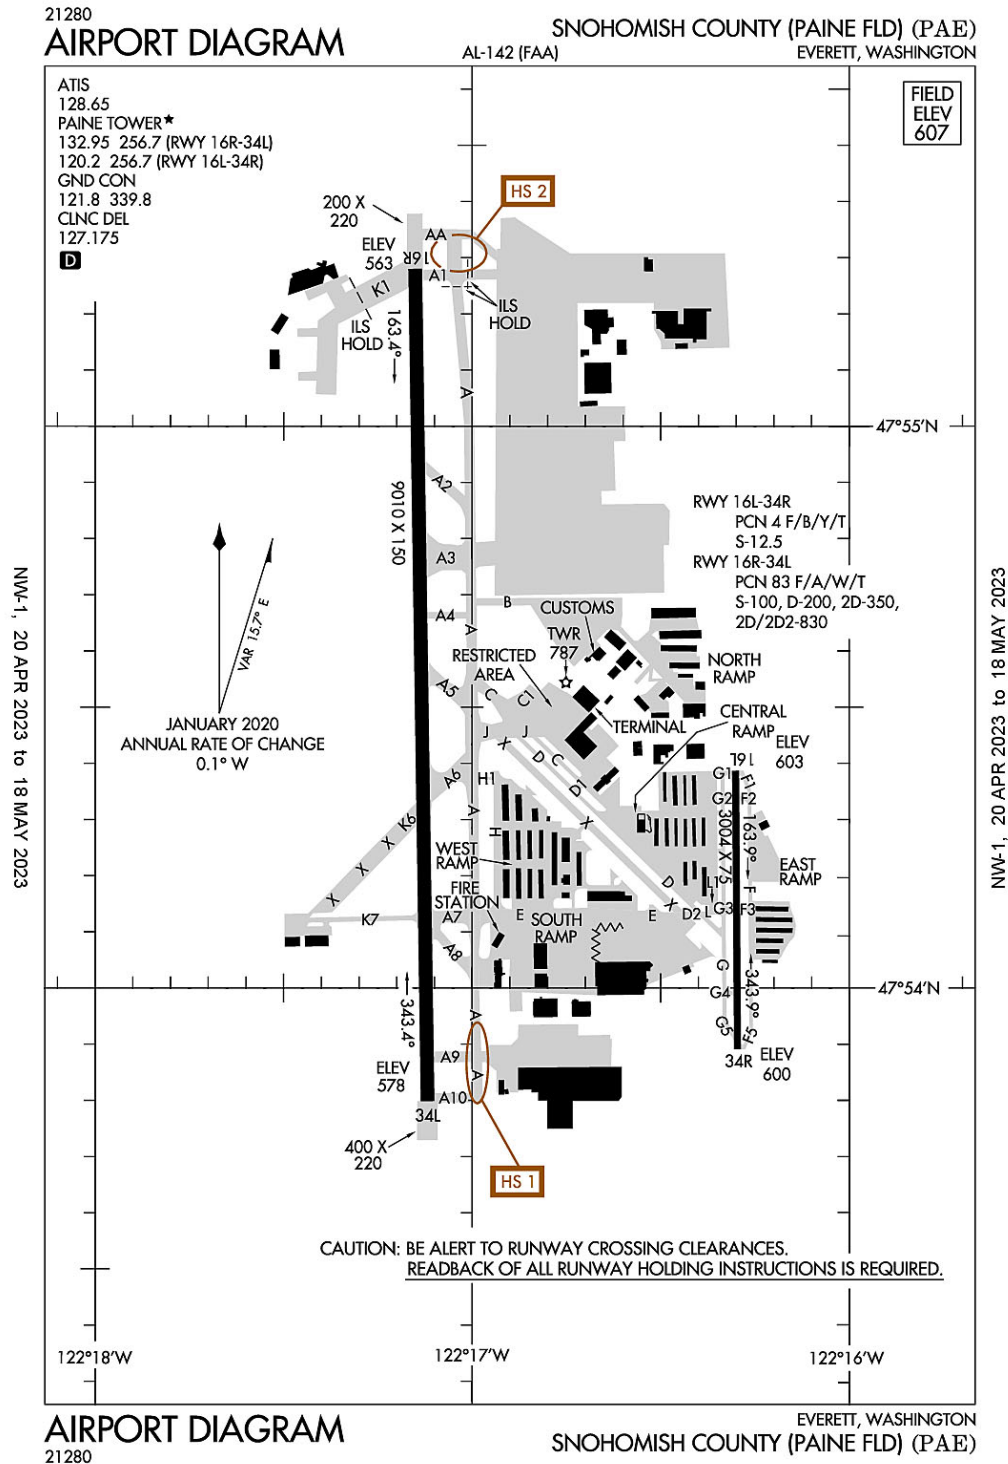 21280
AIRPORT DIAGRAM
AL-142 (FAA)
SNOHOMISH COUNTY (PAINE FLD) (PAE)
EVERETT, WASHINGTON
ATIS
128.65
PAINE TOWER★
132.95 256.7 (RWY 16R-34L)
120.2 256.7 (RWY 16L-34R)
GND CON
121.8 339.8
CLNC DEL
127.175
D
FIELD
ELEV
607
HS 2
200 X
220
AA
ELEV
563
16R
A1
K1
ILS
HOLD
ILS
HOLD
163.4°
A
47°55'N
A2
9010 X 150
RWY 16L-34R
PCN 4 F/B/Y/T
S-12.5
RWY 16R-34L
PCN 83 F/A/W/T
S-100, D-200, 2D-350,
2D/2D2-830
A3
VAR 15.7° E
JANUARY 2020
ANNUAL RATE OF CHANGE
0.1° W
A4
B
CUSTOMS
A
TWR
787
RESTRICTED
AREA
NORTH
RAMP
A5
C
C1
TERMINAL
CENTRAL
RAMP
J
J
X
D
C
D1
ELEV
603
16L
A6
H1
G1
F1
G2
F2
A
K6
X
X
X
H
X
3004 X 75
163.9°
WEST
RAMP
EAST
RAMP
FIRE
STATION
D
X
L1
F
K7
A7
E
SOUTH
RAMP
E
D2
L
G3
F3
A8
G
G4
343.9°
47°54'N
343.4°
A
G5
F5
A9
34R
ELEV
600
ELEV
578
A
A10
34L
400 X
220
HS 1
CAUTION: BE ALERT TO RUNWAY CROSSING CLEARANCES.
READBACK OF ALL RUNWAY HOLDING INSTRUCTIONS IS REQUIRED.
122°18'W
122°17'W
122°16'W
NW-1, 20 APR 2023 to 18 MAY 2023
NW-1, 20 APR 2023 to 18 MAY 2023
AIRPORT DIAGRAM
21280
EVERETT, WASHINGTON
SNOHOMISH COUNTY (PAINE FLD) (PAE)